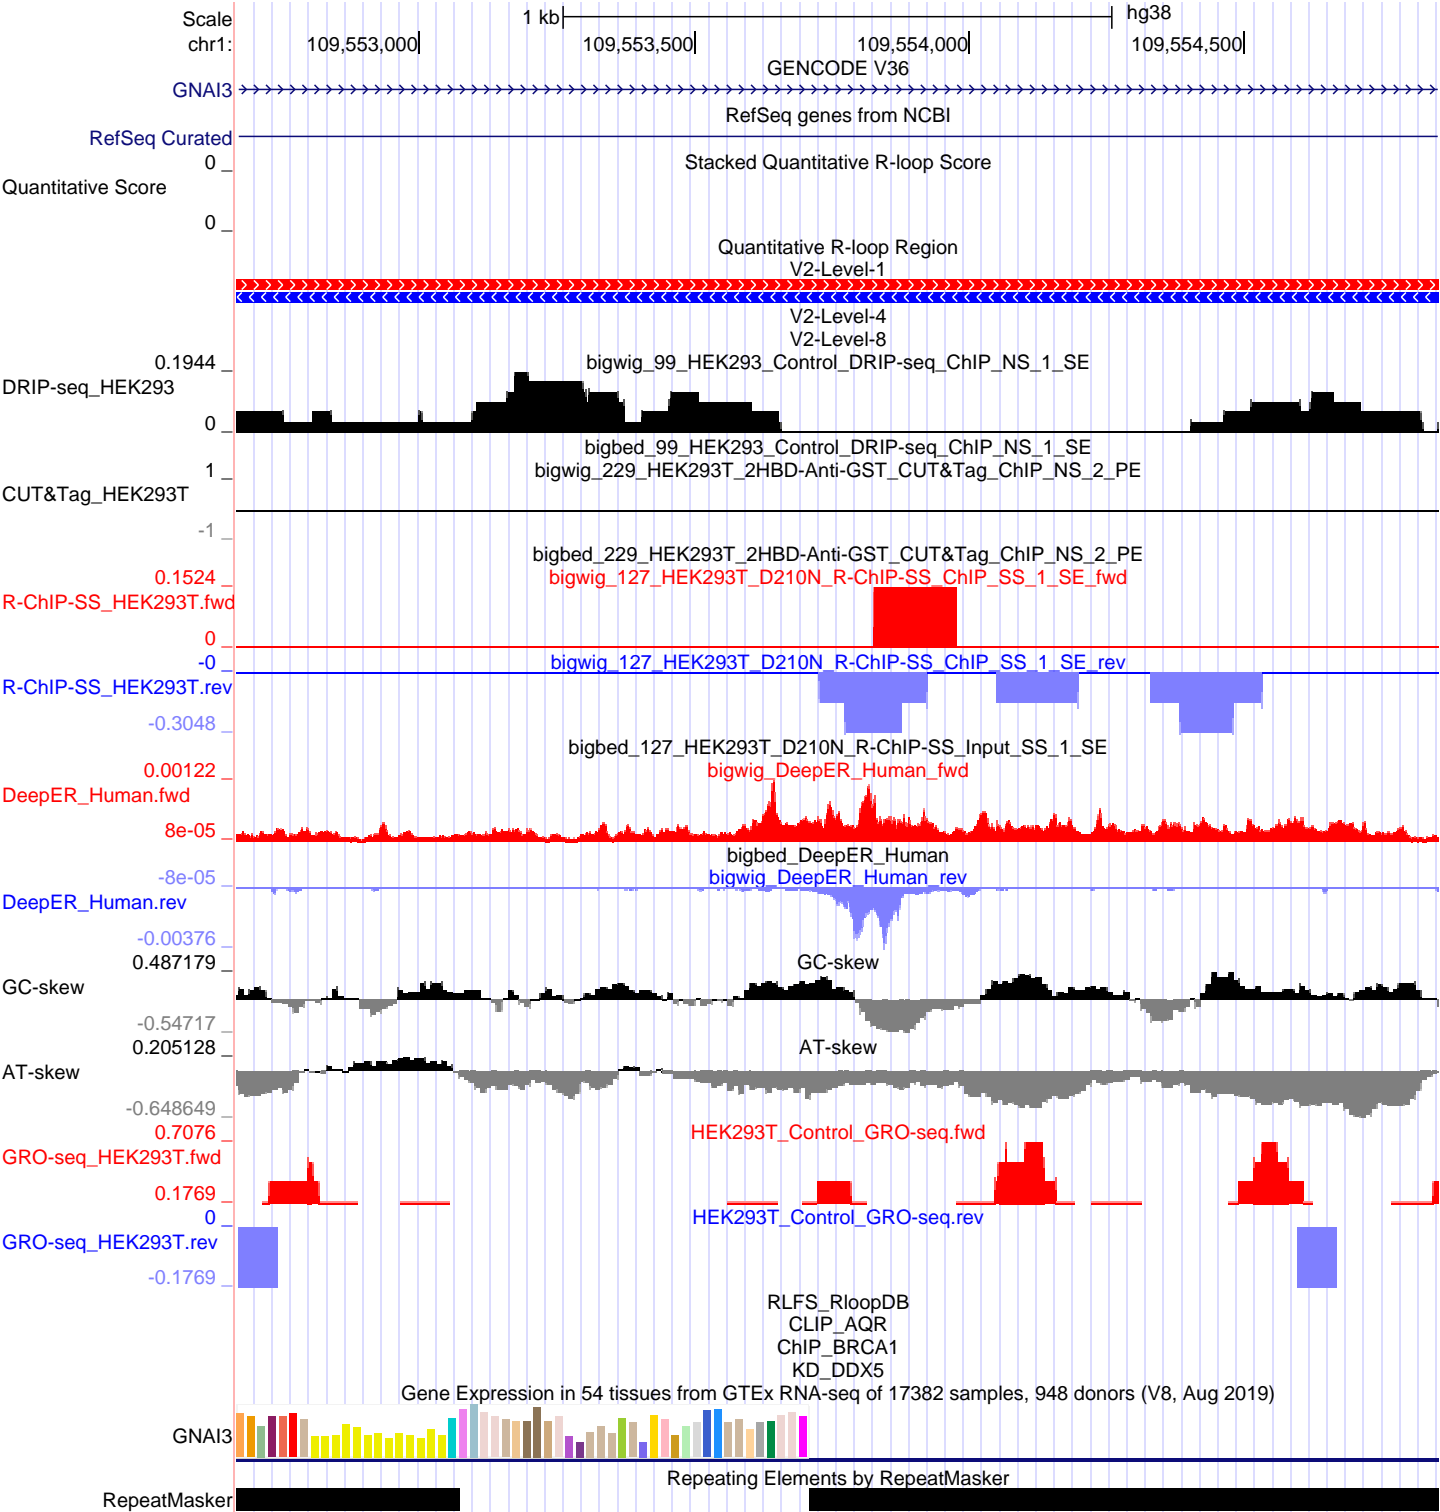 Scale 1 kb hg38
chr1: 109,553,000 109,553,500 109,554,000 109,554,500
GENCODE V36
GNAI3
RefSeq genes from NCBI
RefSeq Curated
0 Stacked Quantitative R-loop Score
Quantitative Score
0
Quantitative R-loop Region
V2-Level-1
V2-Level-4
V2-Level-8
0.1944 bigwig_99_HEK293_Control_DRIP-seq_ChIP_NS_1_SE
DRIP-seq_HEK293
0
bigbed_99_HEK293_Control_DRIP-seq_ChIP_NS_1_SE
1 bigwig_229_HEK293T_2HBD-Anti-GST_CUT&Tag_ChIP_NS_2_PE
CUT&Tag_HEK293T
-1
bigbed_229_HEK293T_2HBD-Anti-GST_CUT&Tag_ChIP_NS_2_PE
0.1524 bigwig_127_HEK293T_D210N_R-ChIP-SS_ChIP_SS_1_SE_fwd
R-ChIP-SS_HEK293T.fwd
0
-0 bigwig_127_HEK293T_D210N_R-ChIP-SS_ChIP_SS_1_SE_rev
R-ChIP-SS_HEK293T.rev
-0.3048
bigbed_127_HEK293T_D210N_R-ChIP-SS_Input_SS_1_SE
0.00122 bigwig_DeepER_Human_fwd
DeepER_Human.fwd
8e-05
bigbed_DeepER_Human
-8e-05 bigwig_DeepER_Human_rev
DeepER_Human.rev
-0.00376
0.487179 GC-skew
GC-skew
-0.54717
0.205128 AT-skew
AT-skew
-0.648649
0.7076 HEK293T_Control_GRO-seq.fwd
GRO-seq_HEK293T.fwd
0.1769
0 HEK293T_Control_GRO-seq.rev
GRO-seq_HEK293T.rev
-0.1769
RLFS_RloopDB
CLIP_AQR
ChIP_BRCA1
KD_DDX5
Gene Expression in 54 tissues from GTEx RNA-seq of 17382 samples, 948 donors (V8, Aug 2019)
GNAI3
Repeating Elements by RepeatMasker
RepeatMasker